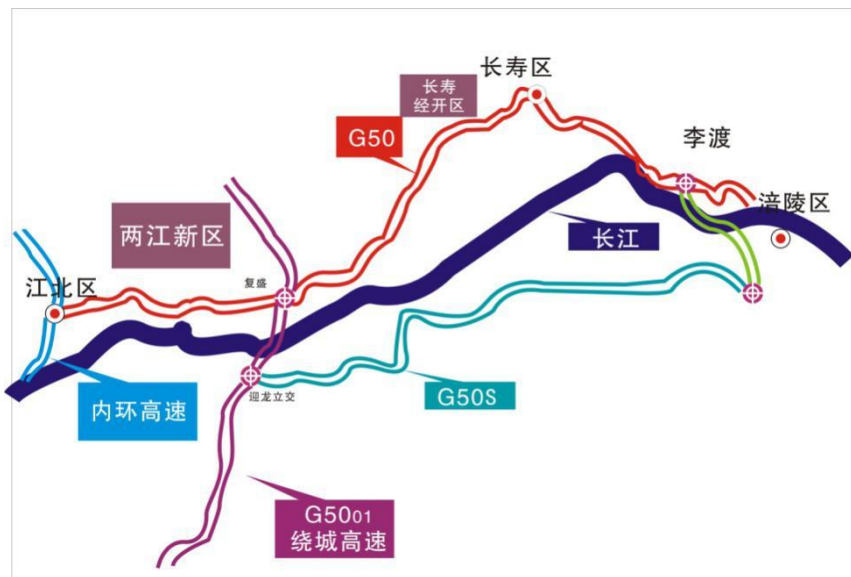 长寿区
长寿
经开区
G50
李渡
涪陵区
两江新区
长江
复盛
江北区
内环高速
迎龙立交
G50S
G5001
绕城高速